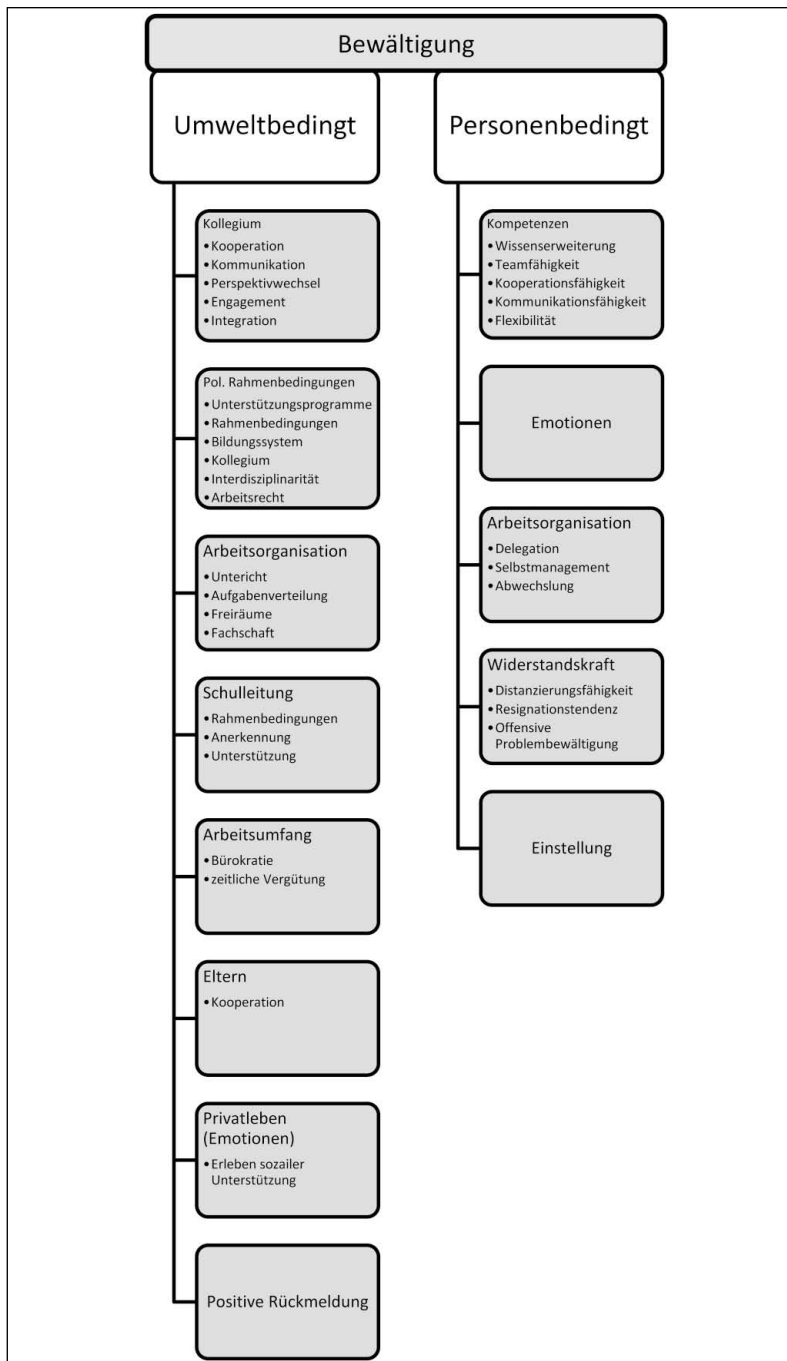 Bewältigung
Umweltbedingt
Kollegium
• Kooperation
• Kommunikation
• Perspektivwechsel
• Engagement
• Integration
Pol. Rahmenbedingungen
• Unterstützungsprogramme
• Rahmenbedingungen
• Bildungssystem
• Kollegium
• Interdisziplinarität
• Arbeitsrecht
Arbeitsorganisation
• Untericht
• Aufgabenverteilung
• Freiräume
• Fachschaft
Schulleitung
• Rahmenbedingungen
• Anerkennung
• Unterstützung
Arbeitsumfang
• Bürokratie
• zeitliche Vergütung
Eltern
• Kooperation
Privatleben
(Emotionen)
• Erleben sozailer
Unterstützung
Positive Rückmeldung
Personenbedingt
Kompetenzen
• Wissenserweiterung
• Teamfähigkeit
• Kooperationsfähigkeit
• Kommunikationsfähigkeit
• Flexibilität
Emotionen
Arbeitsorganisation
• Delegation
• Selbstmanagement
• Abwechslung
Widerstandskraft
• Distanzierungsfähigkeit
• Resignationstendenz
• Offensive
Problembewältigung
Einstellung